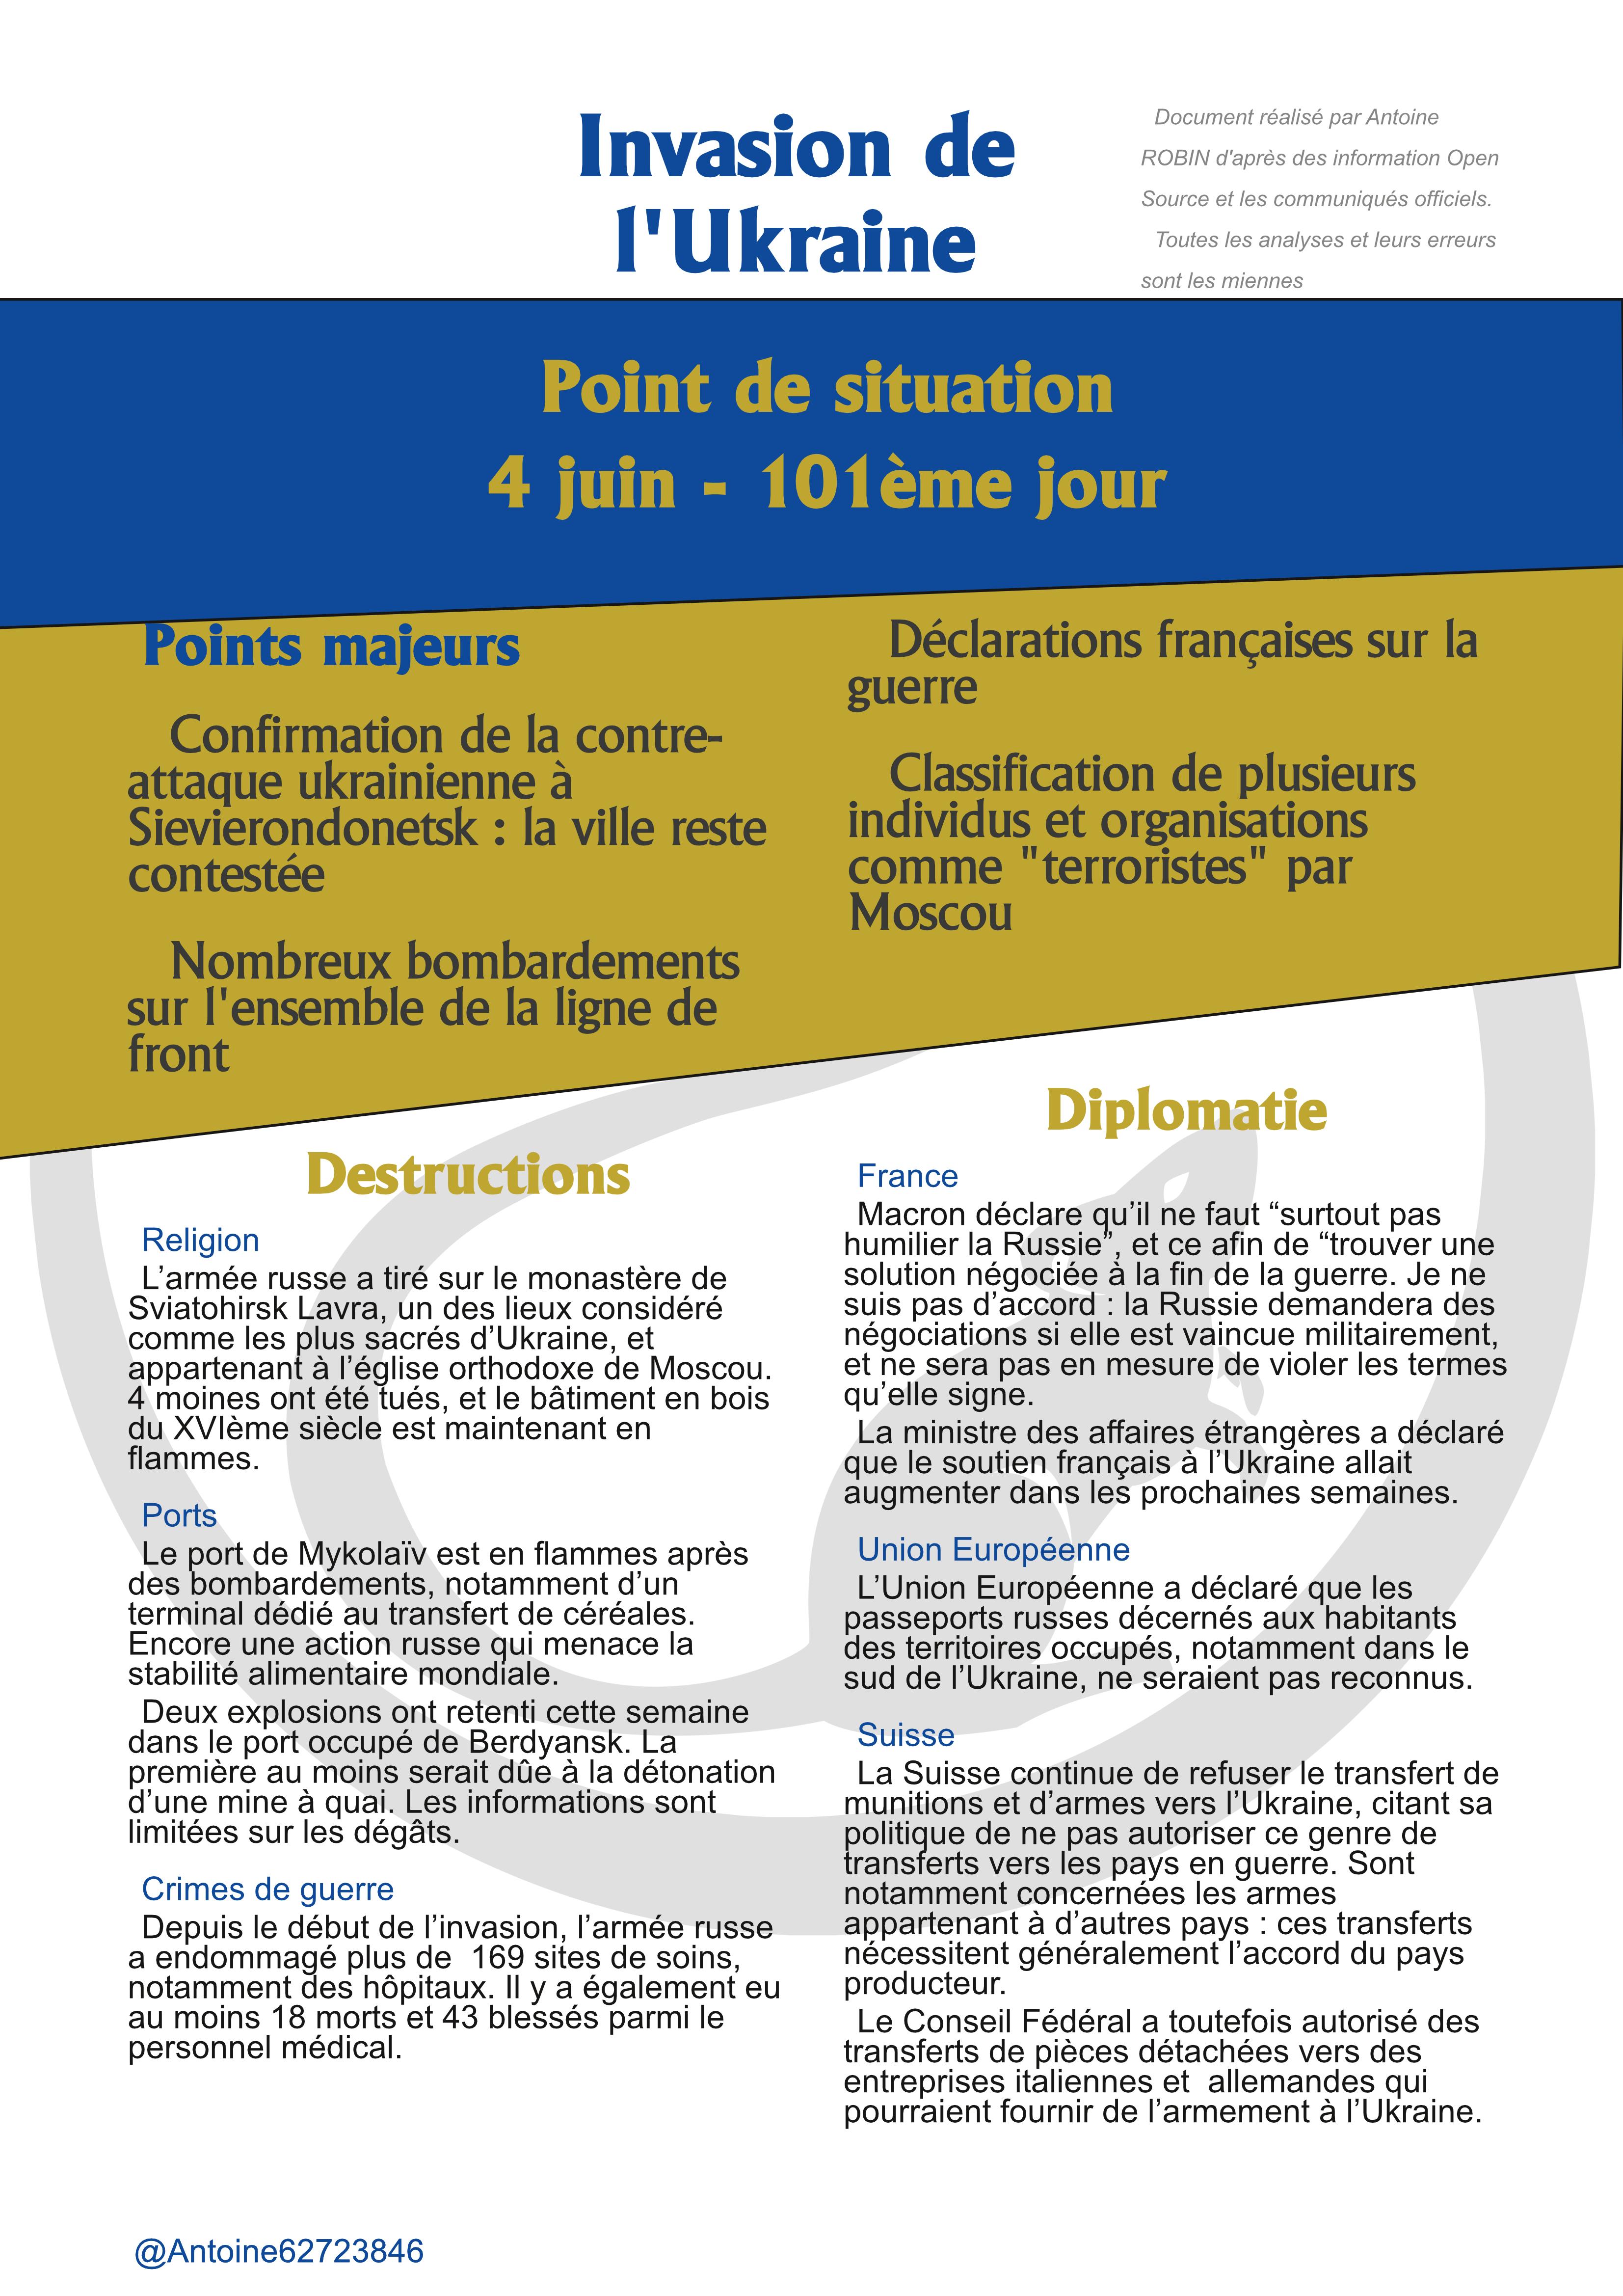 Invasion de
l'Ukraine
Document réalisé par Antoine
ROBIN d'après des information Open
Source et les communiqués officiels.
Toutes les analyses et leurs erreurs
sont les miennes
Point de situation
4 juin - 101ème jour
Points majeurs
Confirmation de la contre-
attaque ukrainienne à
Sievierondonetsk : la ville reste
contestée
Nombreux bombardements
sur l'ensemble de la ligne de
front
Déclarations françaises sur la
guerre
Classification de plusieurs
individus et organisations
comme "terroristes" par
Moscou
Destructions
Religion
L’armée russe a tiré sur le monastère de
Sviatohirsk Lavra, un des lieux considéré
comme les plus sacrés d’Ukraine, et
appartenant à l’église orthodoxe de Moscou.
4 moines ont été tués, et le bâtiment en bois
du XVIème siècle est maintenant en
flammes.
Ports
Le port de Mykolaïv est en flammes après
des bombardements, notamment d’un
terminal dédié au transfert de céréales.
Encore une action russe qui menace la
stabilité alimentaire mondiale.
Deux explosions ont retenti cette semaine
dans le port occupé de Berdyansk. La
première au moins serait dûe à la détonation
d’une mine à quai. Les informations sont
limitées sur les dégâts.
Crimes de guerre
Depuis le début de l’invasion, l’armée russe
a endommagé plus de  169 sites de soins,
notamment des hôpitaux. Il y a également eu
au moins 18 morts et 43 blessés parmi le
personnel médical.
Diplomatie
France
Macron déclare qu’il ne faut “surtout pas
humilier la Russie”, et ce afin de “trouver une
solution négociée à la fin de la guerre. Je ne
suis pas d’accord : la Russie demandera des
négociations si elle est vaincue militairement,
et ne sera pas en mesure de violer les termes
qu’elle signe.
La ministre des affaires étrangères a déclaré
que le soutien français à l’Ukraine allait
augmenter dans les prochaines semaines.
Union Européenne
L’Union Européenne a déclaré que les
passeports russes décernés aux habitants
des territoires occupés, notamment dans le
sud de l’Ukraine, ne seraient pas reconnus.
Suisse
La Suisse continue de refuser le transfert de
munitions et d’armes vers l’Ukraine, citant sa
politique de ne pas autoriser ce genre de
transferts vers les pays en guerre. Sont
notamment concernées les armes
appartenant à d’autres pays : ces transferts
nécessitent généralement l’accord du pays
producteur.
Le Conseil Fédéral a toutefois autorisé des
transferts de pièces détachées vers des
entreprises italiennes et  allemandes qui
pourraient fournir de l’armement à l’Ukraine.
@Antoine62723846